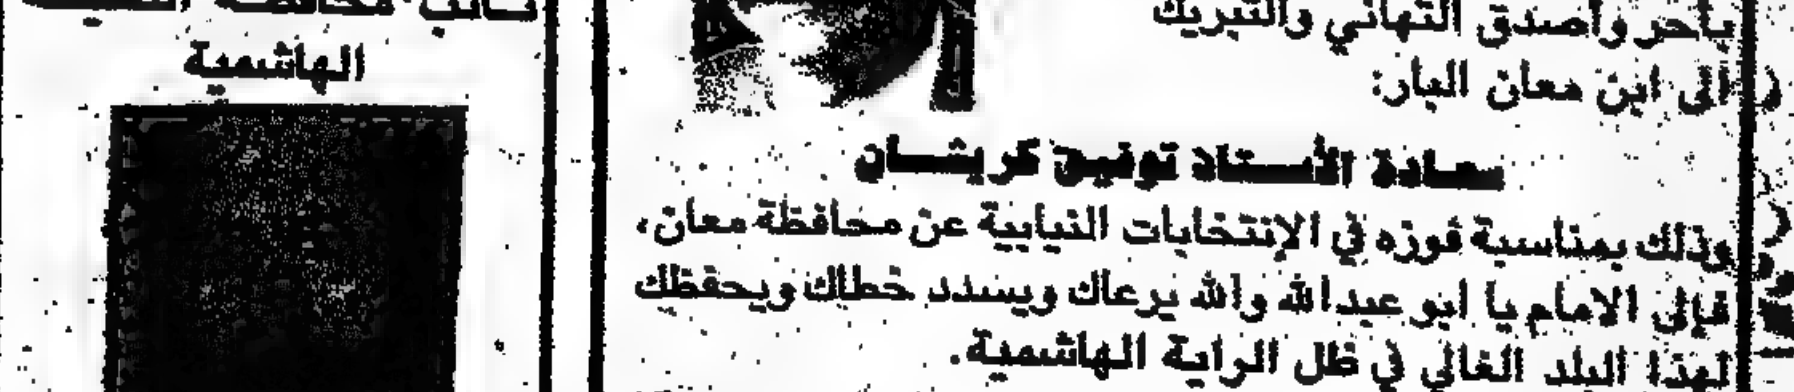 بأحر وأصدق التهاني والتبريك
الى ابن معان البار:
سعادة الأستاذ توفيق كريشان
وذلك بمناسبة فوزه في الإنتخابات النيابية عن محافظة معان،
فإلى الامام يا ابو عبدالله والله يرعاك ويسدد خطاك ويحفظك
لهذا البلد الغالي في ظل الراية الهاشمية.
نائب محافظة
الهاشمية